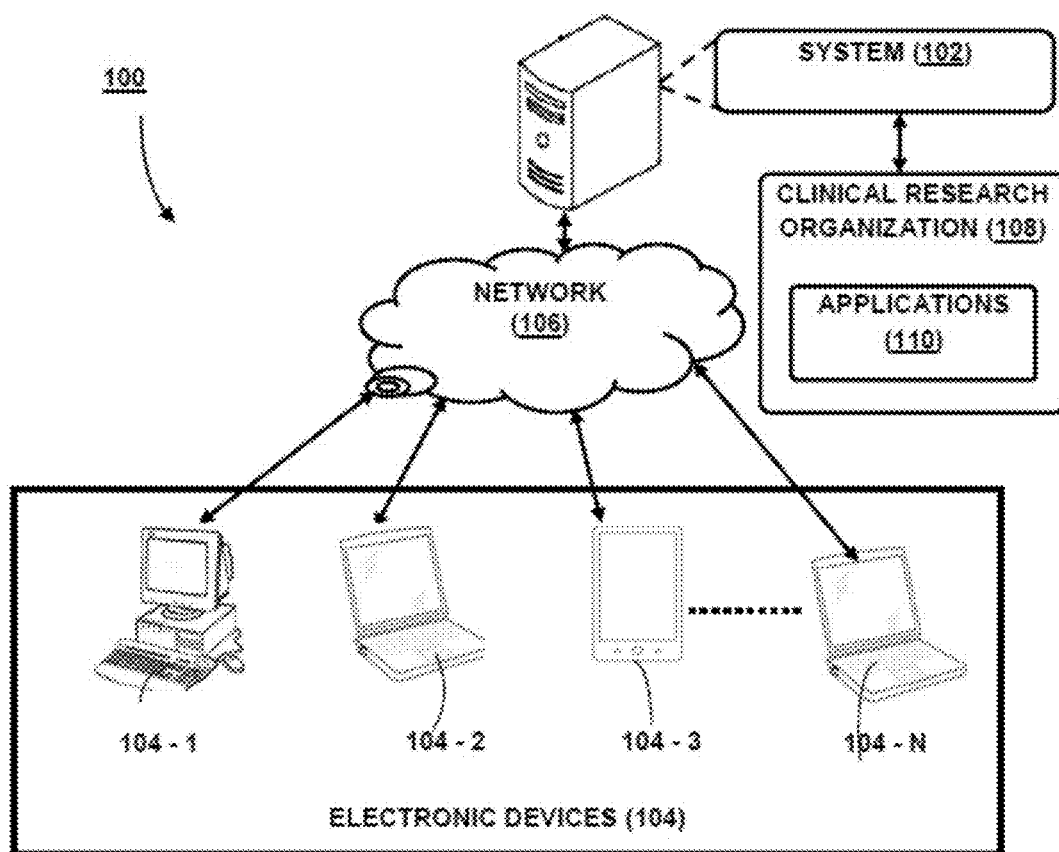 100
SYSTEM (102)
CLINICAL RESEARCH
ORGANIZATION (108)
APPLICATIONS
(110)
NETWORK
(106)
104 - 1
104 - 2
104 - 3
104 - N
ELECTRONIC DEVICES (104)